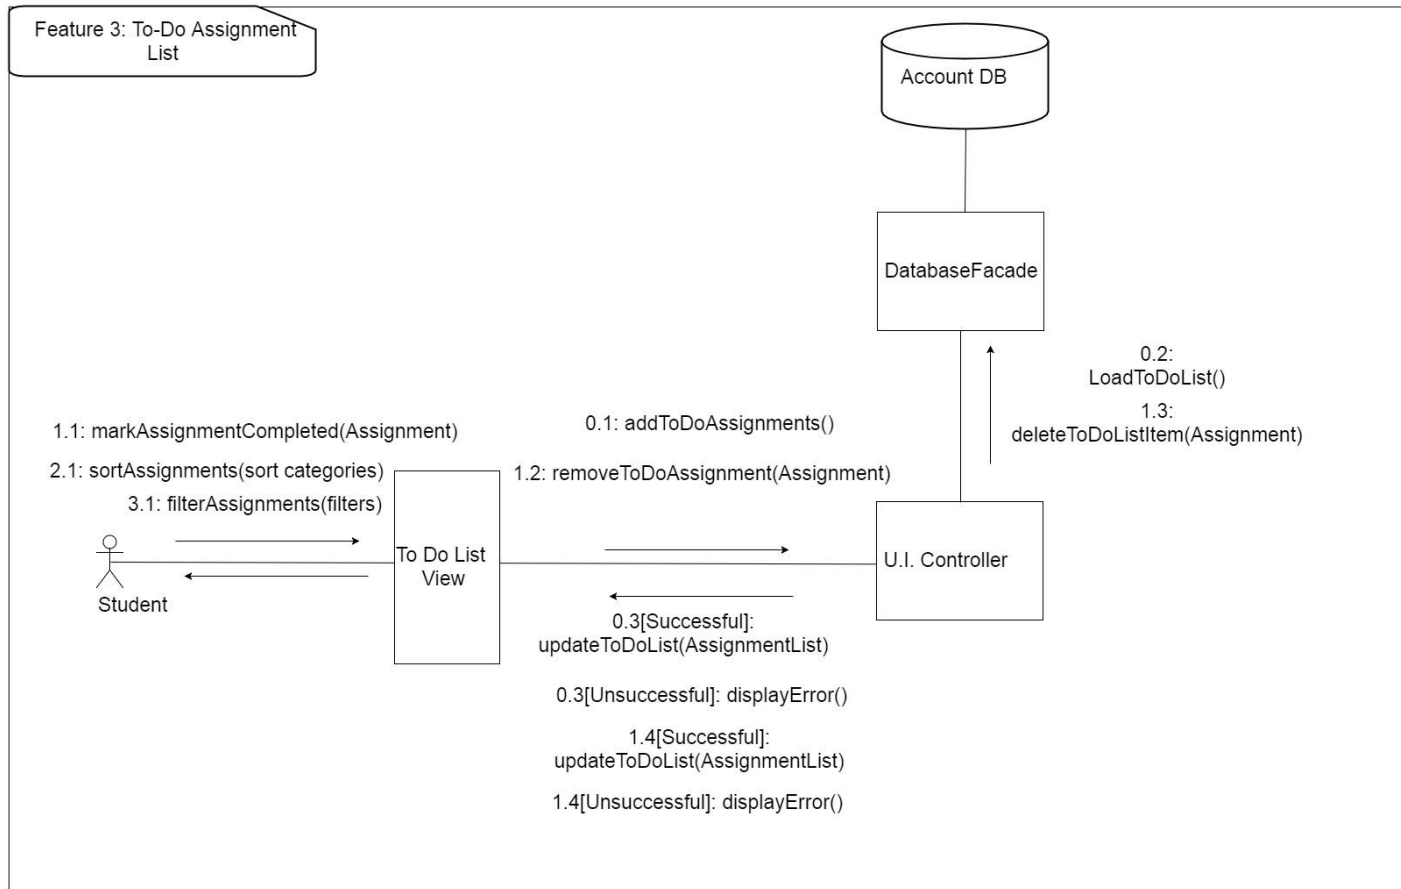 Feature 3: To-Do Assignment
List
Account DB
DatabaseFacade
0.2:
LoadToDoList()
1.3:
deleteToDoListItem(Assignment)
1.1: markAssignmentCompleted(Assignment)
2.1: sortAssignments(sort categories)
3.1: filterAssignments(filters)
0.1: addToDoAssignments()
1.2: removeToDoAssignment(Assignment)
Student
To Do List
View
U.I. Controller
0.3[Successful]:
updateToDoList(AssignmentList)
0.3[Unsuccessful]: displayError()
1.4[Successful]:
updateToDoList(AssignmentList)
1.4[Unsuccessful]: displayError()